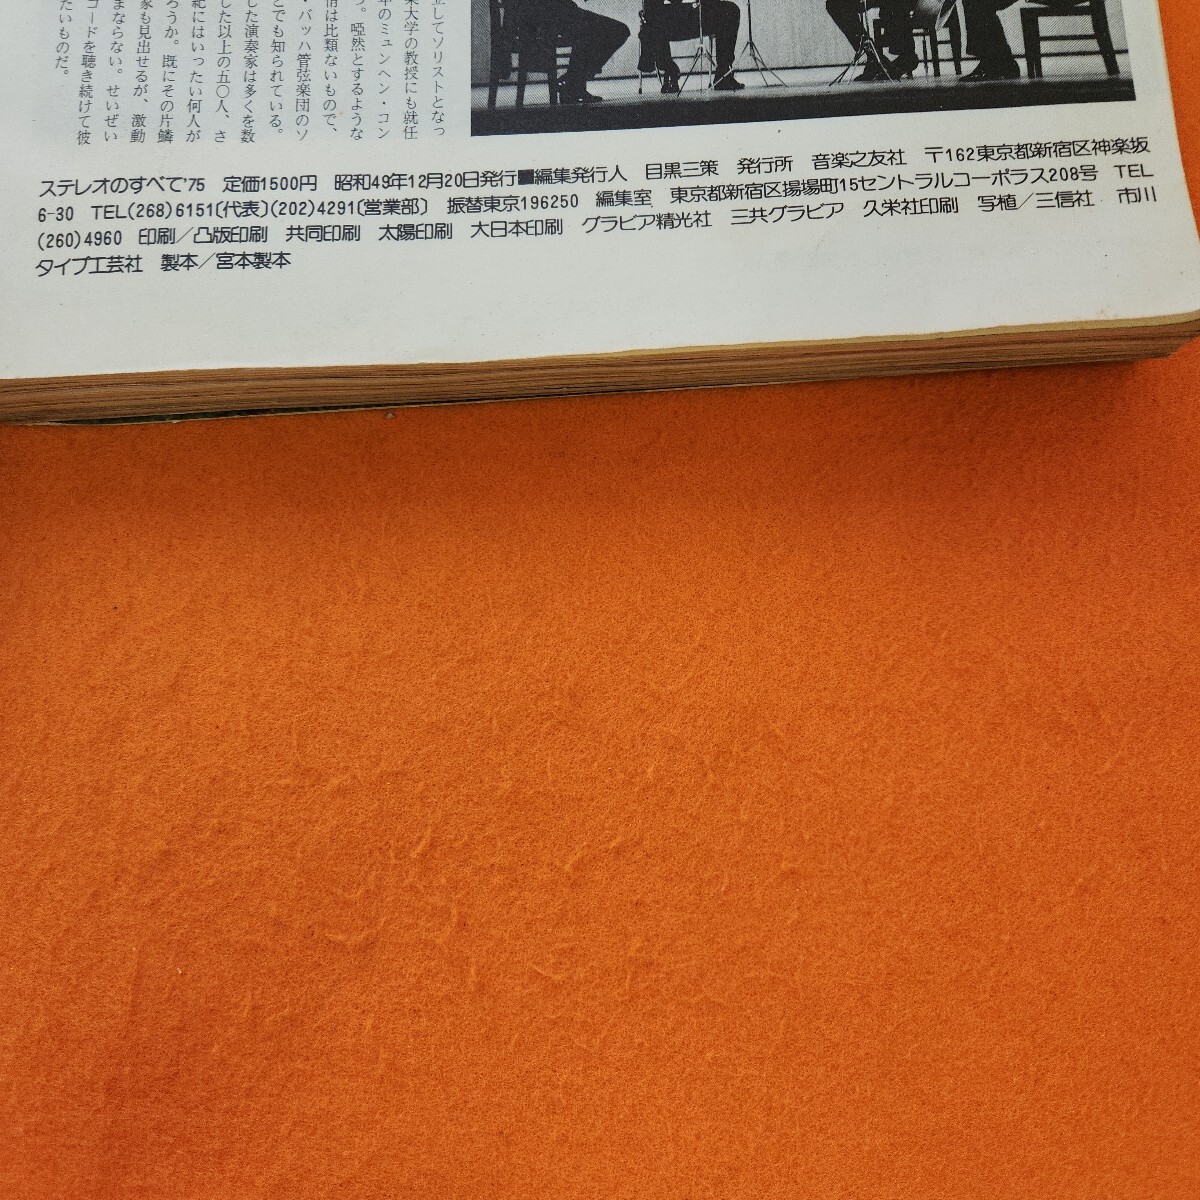 立してソリストとなっ
大学の教授にも就任
年のミュンヘン・コン
。啞然とするような
情は比類ないもので、
・バッハ管弦楽団のソ
とでも知られている。
した演奏家は多くを数
した以上の五〇人、さ
紀にはいったい何人が
ろうか。既にその片鱗
家も見出せるが、激動
まならない。せいぜい
コードを聴き続けて彼
たいものだ。
ステレオのすべて'75 定価1500円 昭和49年12月20日発行■編集発行人 目黒三策 発行所 音楽之友社 〒162東京都新宿区神楽坂
6-30 TEL(268)6151〔代表〕(202)4291〔営業部〕 振替東京196250 編集室 東京都新宿区揚場町15セントラルコーポラス208号 TEL
(260)4960 印刷／凸版印刷 共同印刷 太陽印刷 大日本印刷 グラビア精光社 三共グラビア 久栄社印刷 写植／三信社 市川
タイプ工芸社 製本／宮本製本